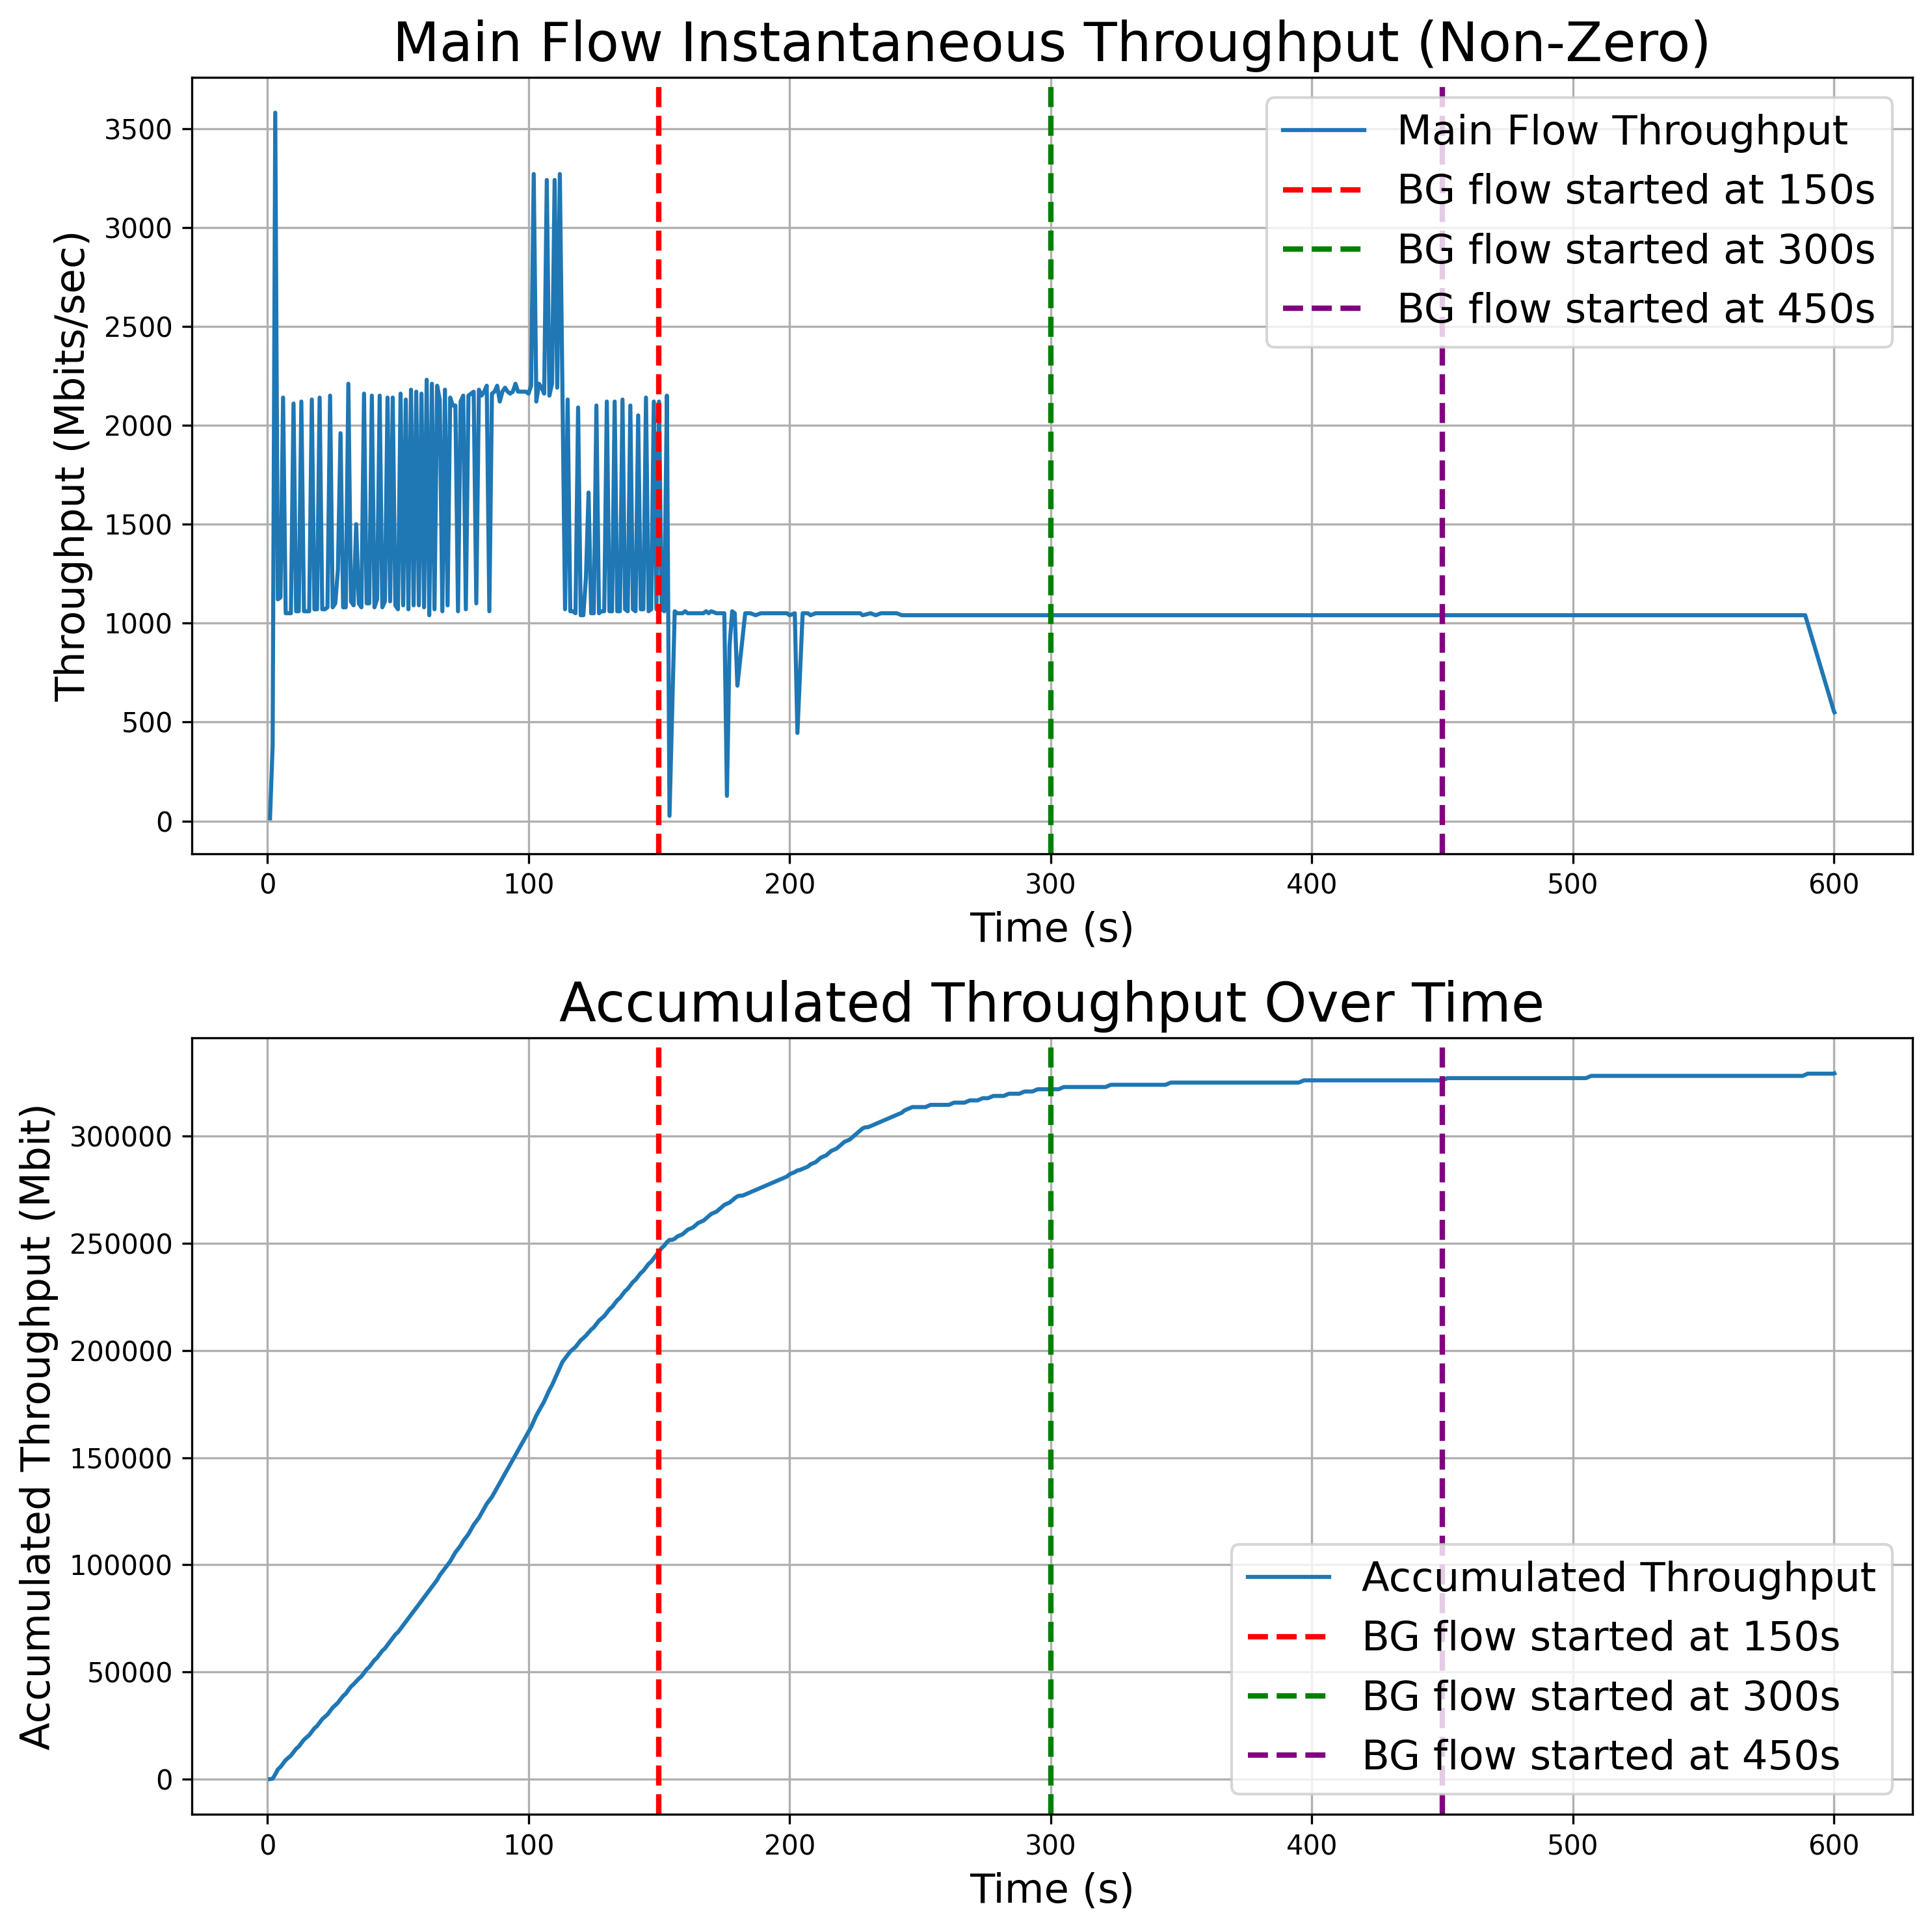 Main Flow Instantaneous Throughput (Non-Zero)
Throughput (Mbits/sec)
3500
3000
2500
2000
1500
1000
500
0
Main Flow Throughput
BG flow started at 150s
BG flow started at 300s
BG flow started at 450s
0 100 200 300 400 500 600
Time (s)
Accumulated Throughput Over Time
Accumulated Throughput (Mbit)
300000
250000
200000
150000
100000
50000
0
Accumulated Throughput
BG flow started at 150s
BG flow started at 300s
BG flow started at 450s
0 100 200 300 400 500 600
Time (s)